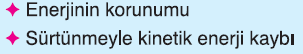 ✦ Enerjinin korunumu
✦ Sürtünmeyle kinetik enerji kaybı